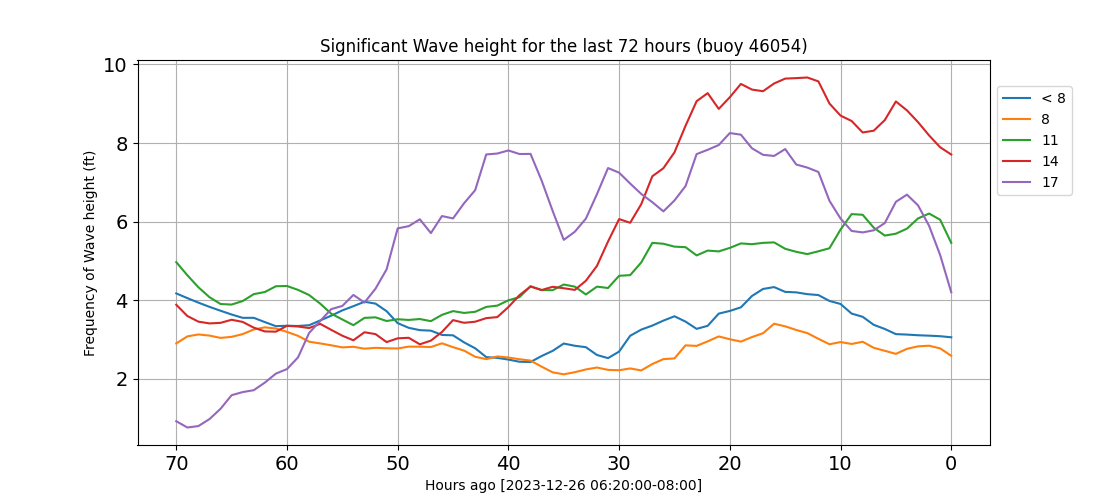 Significant Wave height for the last 72 hours (buoy 46054)
Frequency of Wave height (ft)
10
8
6
4
2
70 60 50 40 30 20 10 0
Hours ago [2023-12-26 06:20:00-08:00]
< 8
8
11
14
17